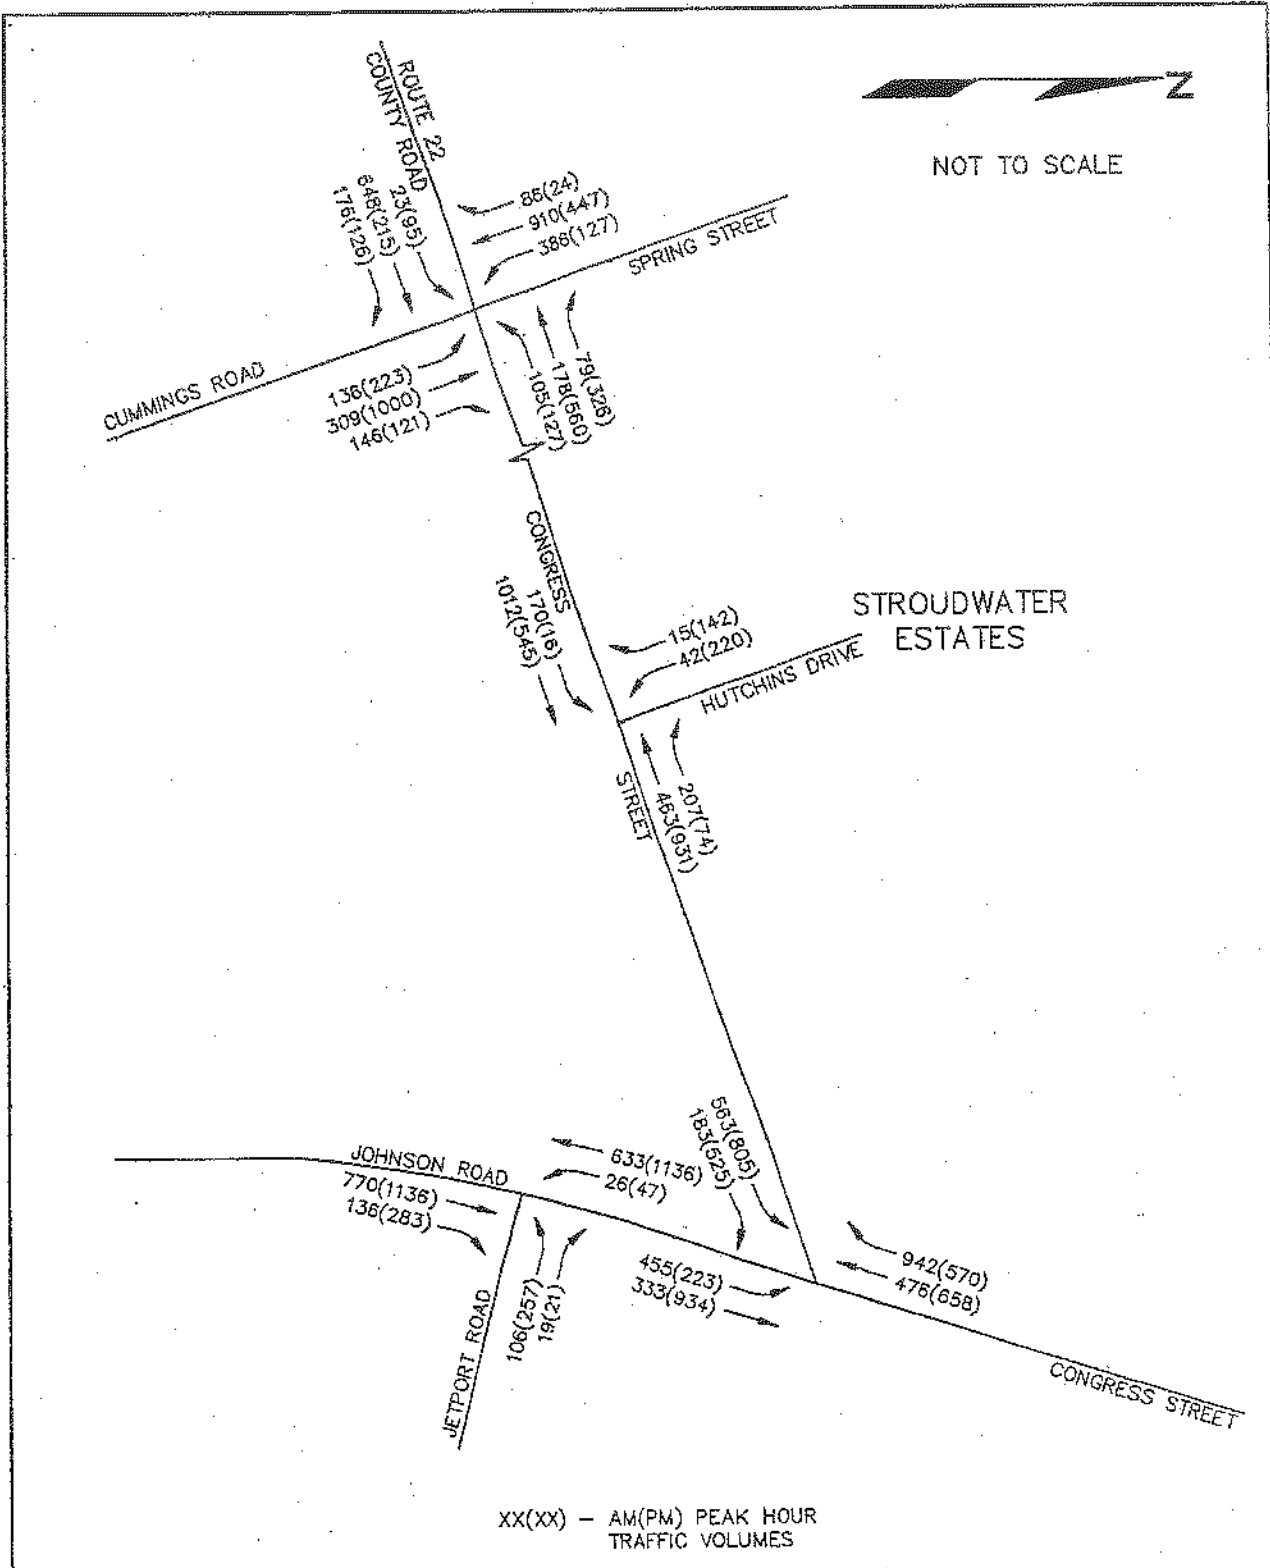 ROUTE 22
COUNTY ROAD
Z
NOT TO SCALE
86(24)
910(447)
386(127)
23(95)
648(215)
176(126)
SPRING STREET
CUMMINGS ROAD
136(223)
309(1000)
146(121)
79(326)
178(560)
105(127)
CONGRESS
170(16)
1012(545)
15(142)
42(220)
STROUDWATER
ESTATES
HUTCHINS DRIVE
STREET
207(74)
463(931)
563(805)
183(525)
JOHNSON ROAD
633(1136)
26(47)
770(1136)
136(283)
942(570)
476(658)
455(223)
333(934)
106(257)
19(21)
JETPORT ROAD
CONGRESS STREET
XX(XX) – AM(PM) PEAK HOUR
TRAFFIC VOLUMES